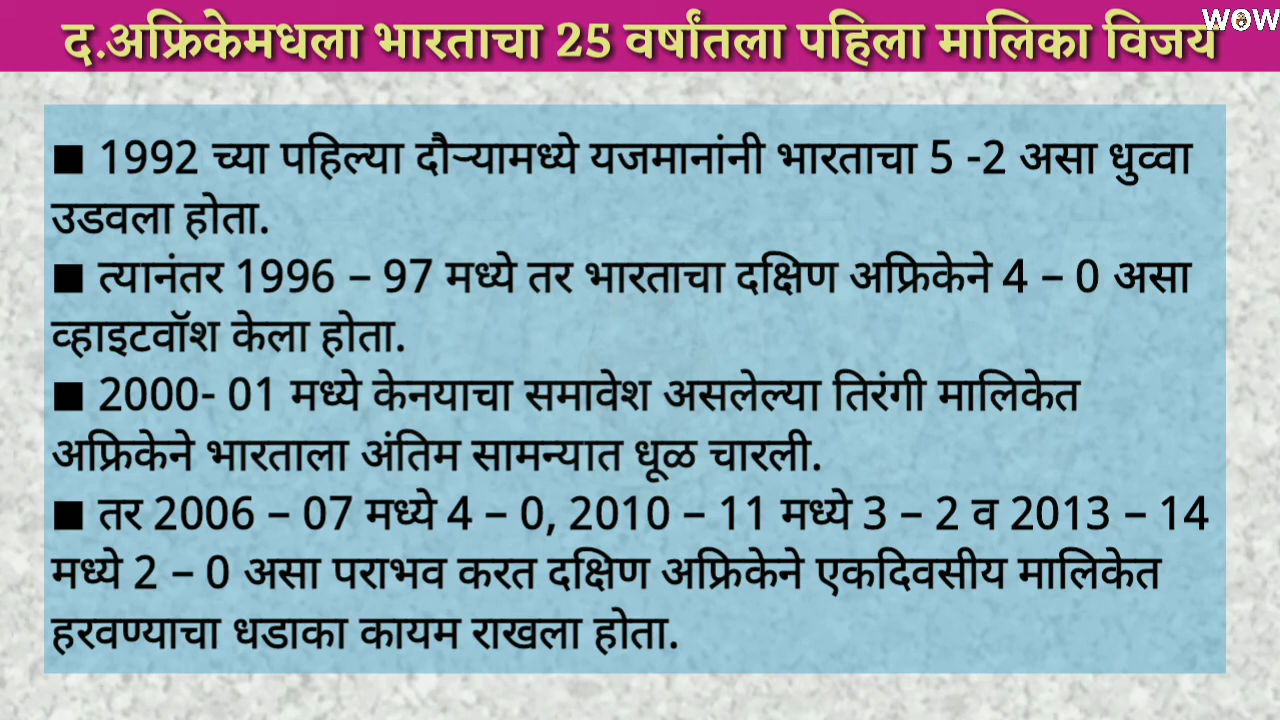 द.अफ्रिकेमधला भारताचा 25 वर्षांतला पहिला मालिका विजय
WOW
■ 1992 च्या पहिल्या दौऱ्यामध्ये यजमानांनी भारताचा 5 -2 असा धुव्वा
उडवला होता.
■ त्यानंतर 1996 – 97 मध्ये तर भारताचा दक्षिण अफ्रिकेने 4 – 0 असा
व्हाइटवॉश केला होता.
■ 2000- 01 मध्ये केनयाचा समावेश असलेल्या तिरंगी मालिकेत
अफ्रिकेने भारताला अंतिम सामन्यात धूळ चारली.
■ तर 2006 – 07 मध्ये 4 – 0, 2010 – 11 मध्ये 3 – 2 व 2013 – 14
मध्ये 2 – 0 असा पराभव करत दक्षिण अफ्रिकेने एकदिवसीय मालिकेत
हरवण्याचा धडाका कायम राखला होता.